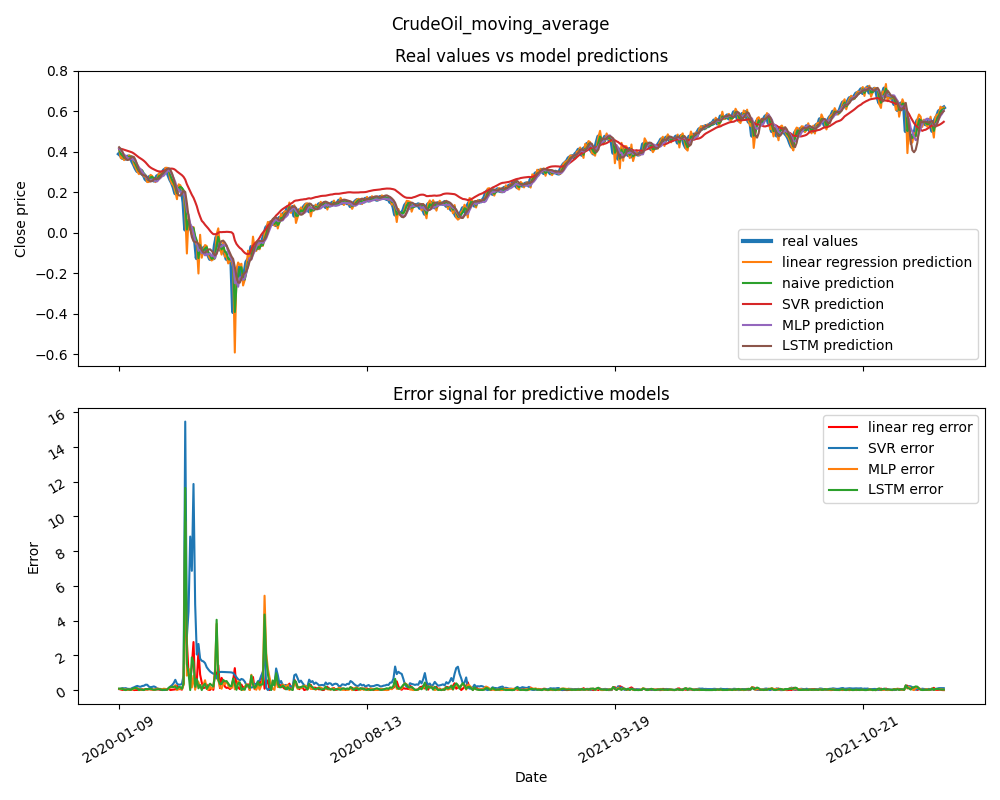 CrudeOil_moving_average
Real values vs model predictions
Close price
0.8
0.6
0.4
0.2
0.0
−0.2
−0.4
−0.6
real values
linear regression prediction
naive prediction
SVR prediction
MLP prediction
LSTM prediction
Error signal for predictive models
Error
16
14
12
10
8
6
4
2
0
linear reg error
SVR error
MLP error
LSTM error
2020-01-09
2020-08-13
2021-03-19
2021-10-21
Date